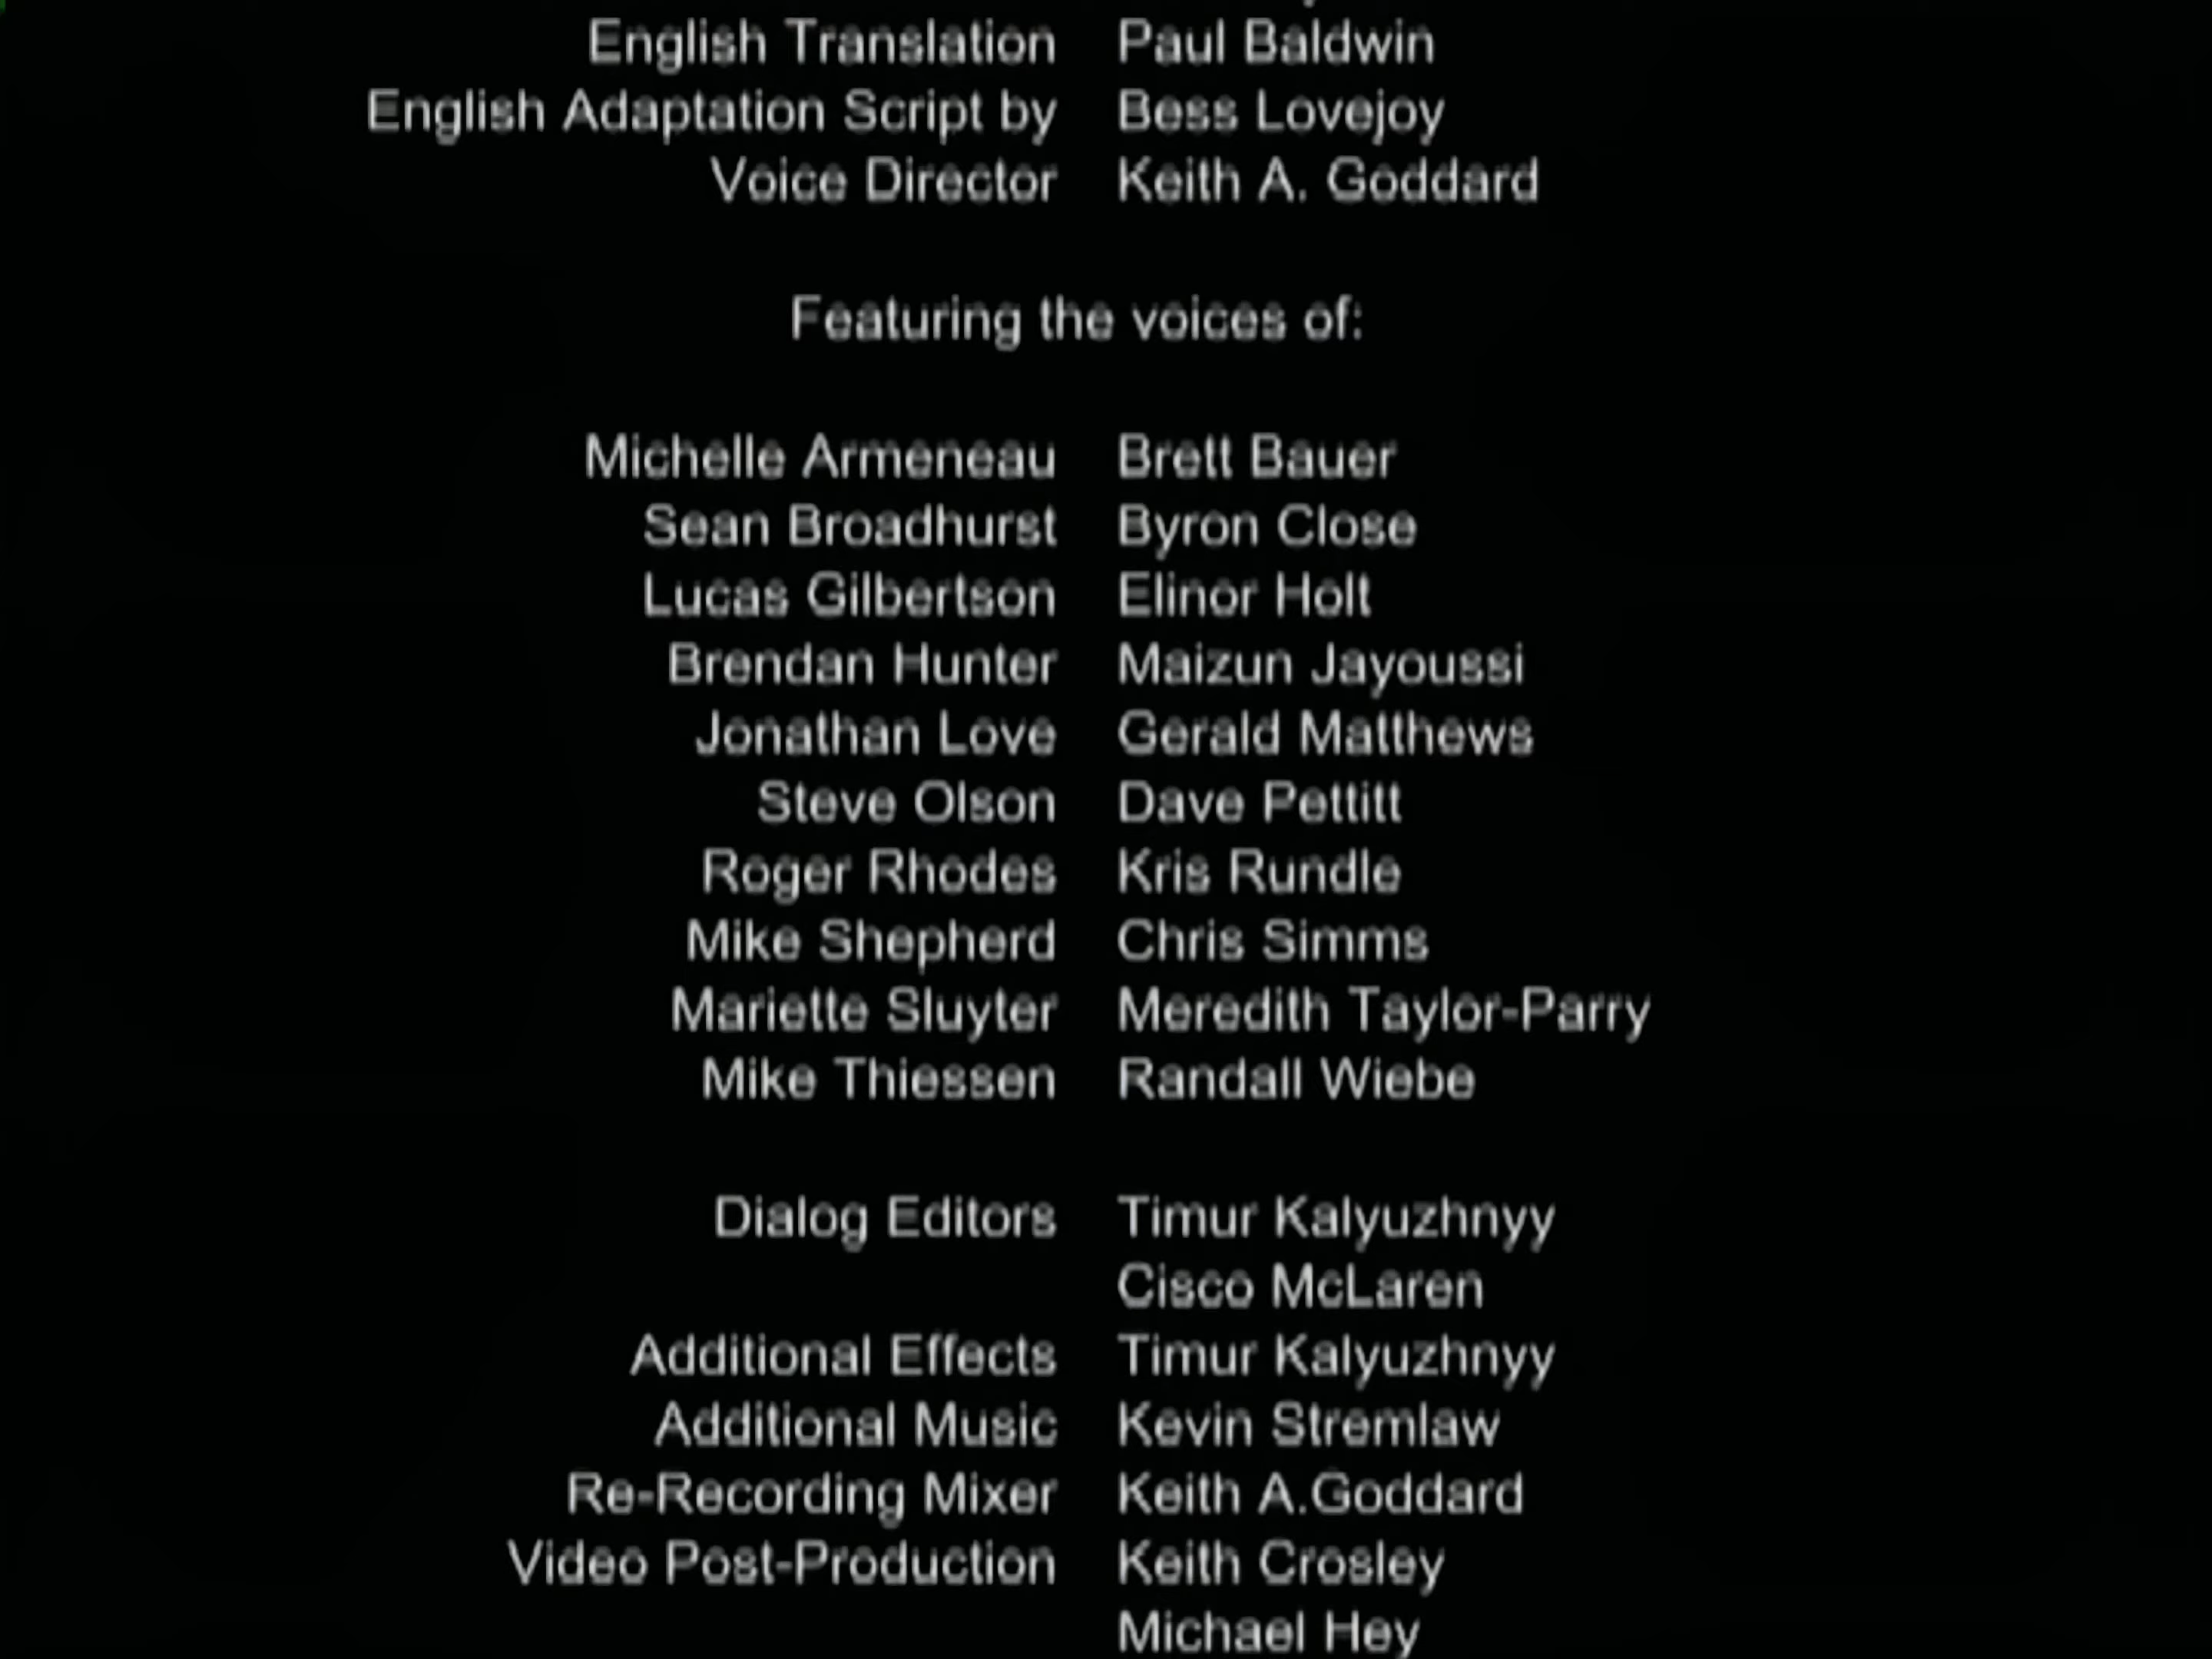 English Translation Paul Baldwin
English Adaptation Script by Bess Lovejoy
Voice Director Keith A. Goddard
Featuring the voices of:
Michelle Armeneau Brett Bauer
Sean Broadhurst Byron Close
Lucas Gilbertson Elinor Holt
Brendan Hunter Maizun Jayoussi
Jonathan Love Gerald Matthews
Steve Olson Dave Pettitt
Roger Rhodes Kris Rundle
Mike Shepherd Chris Simms
Mariette Sluyter Meredith Taylor-Parry
Mike Thiessen Randall Wiebe
Dialog Editors Timur Kalyuzhnyy
Cisco McLaren
Additional Effects Timur Kalyuzhnyy
Additional Music Kevin Stremlaw
Re-Recording Mixer Keith A.Goddard
Video Post-Production Keith Crosley
Michael Hey